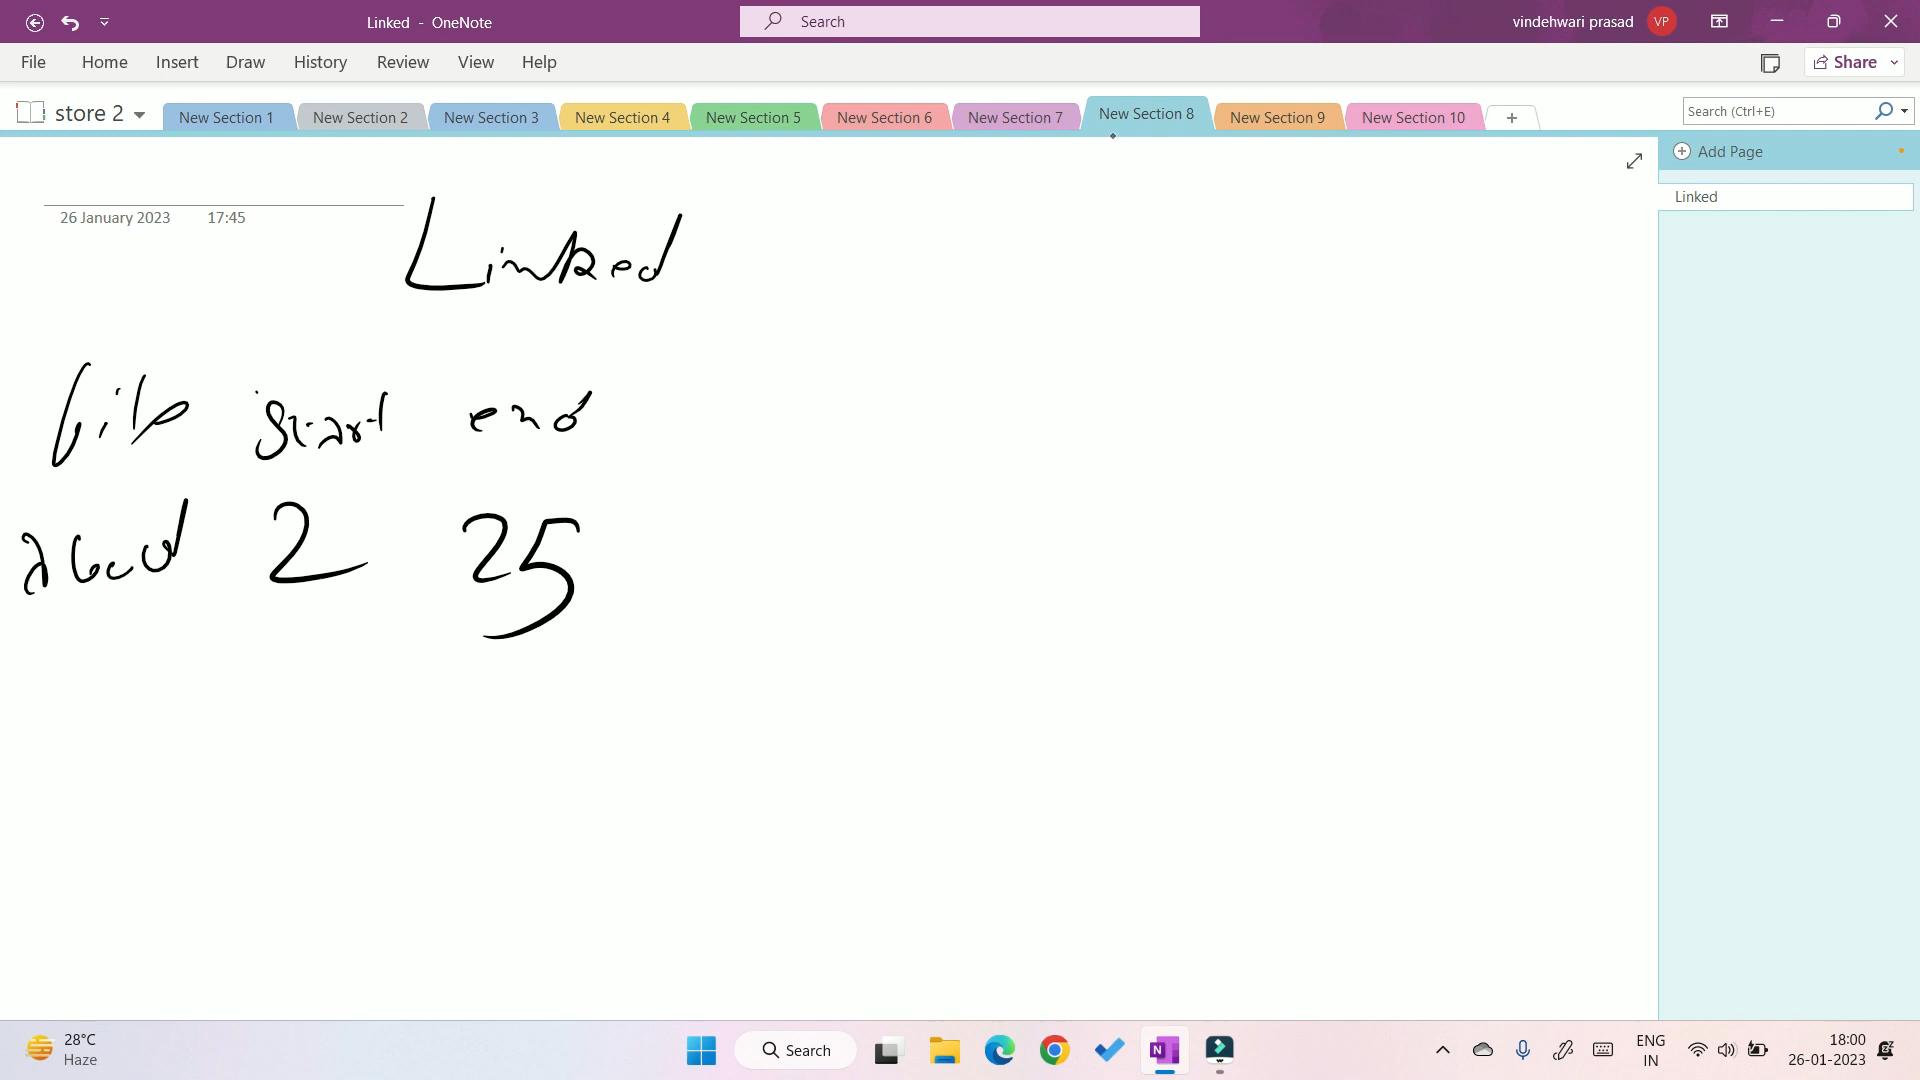 Linked - OneNote
Search
vindehwari prasad
VP
File Home Insert Draw History Review View Help
Share
store 2
New Section 1 New Section 2 New Section 3 New Section 4 New Section 5 New Section 6 New Section 7 New Section 8 New Section 9 New Section 10 +
Search (Ctrl+E)
Add Page
Linked
26 January 2023 17:45
Linked
file start end
abcd 2 25
28°C
Haze
Search
ENG
IN
18:00
26-01-2023